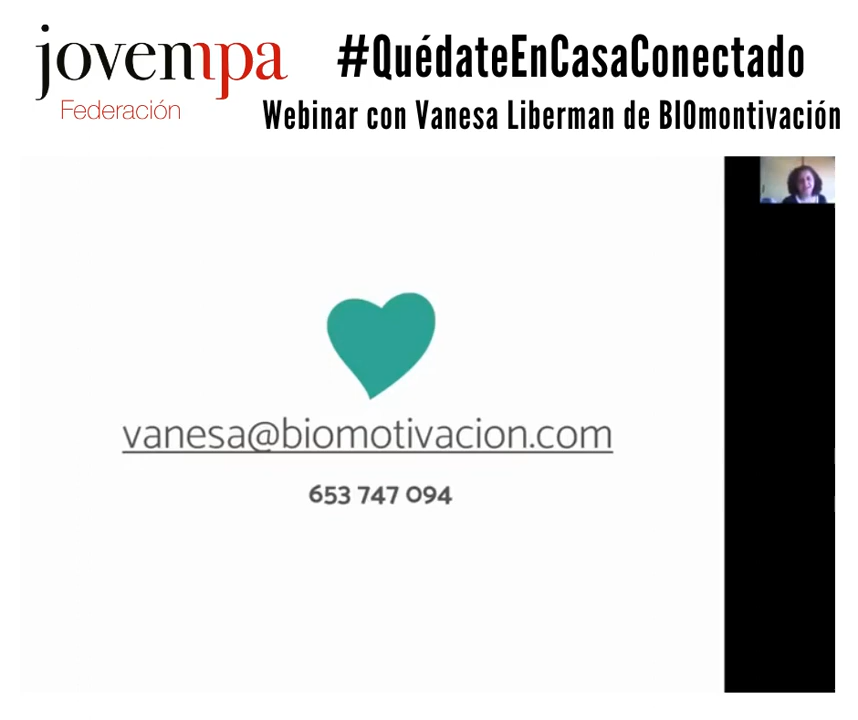 jovempa
Federación
#QuédateEnCasaConectado
Webinar con Vanesa Liberman de BIOmontivación
vanesa@biomotivacion.com
653 747 094